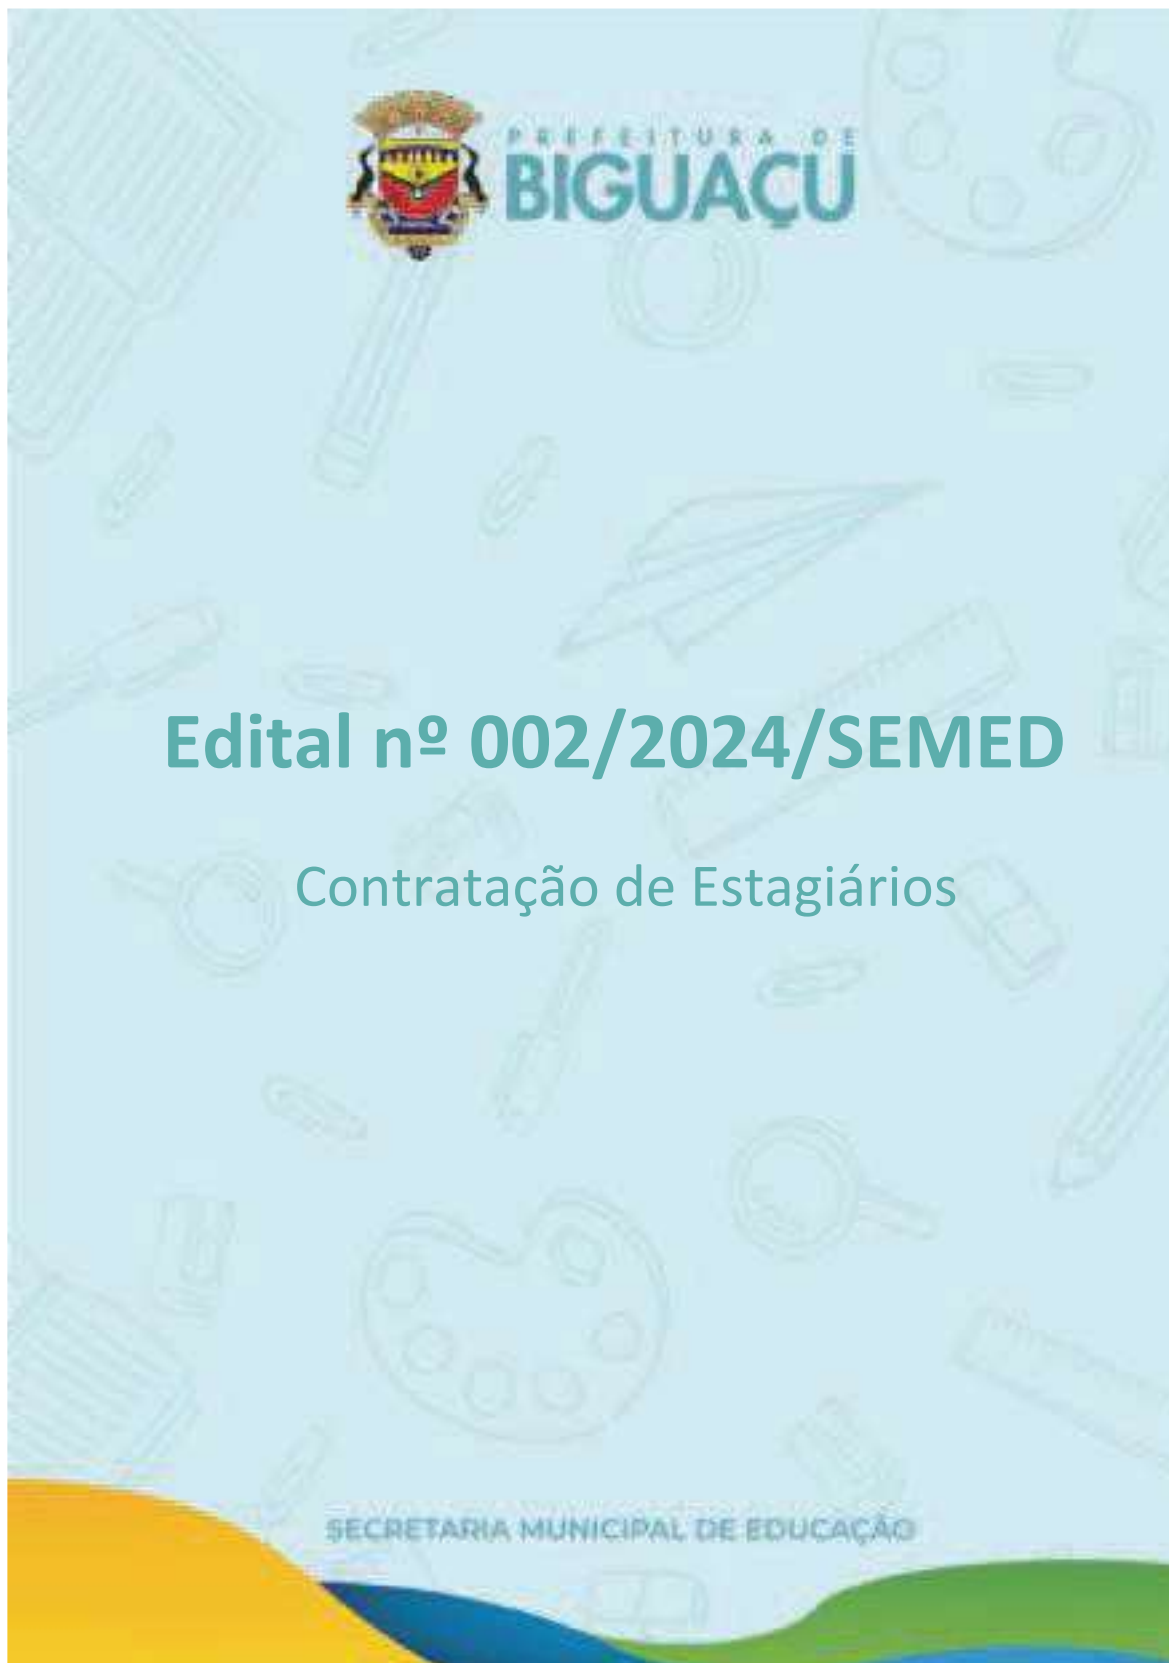 PREFEITURA DE
BIGUAÇU
Edital nº 002/2024/SEMED
Contratação de Estagiários
SECRETARIA MUNICIPAL DE EDUCAÇÃO